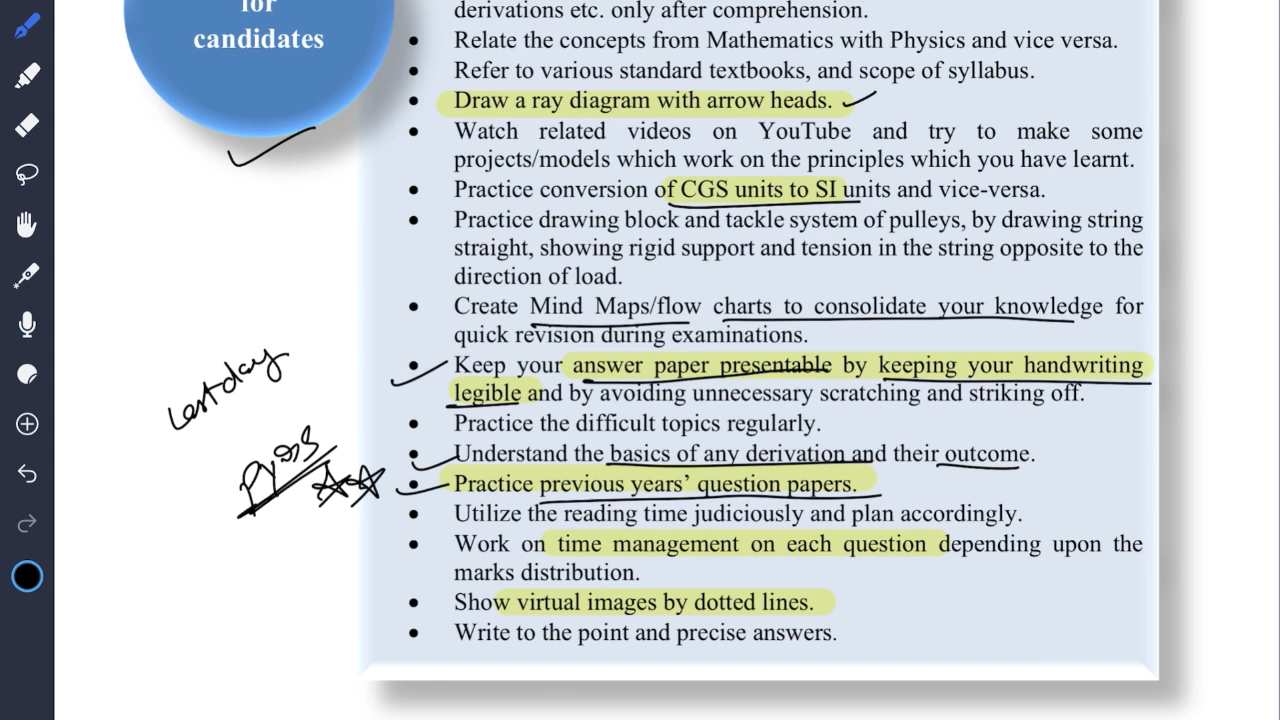 for
candidates
derivations etc. only after comprehension.
• Relate the concepts from Mathematics with Physics and vice versa.
• Refer to various standard textbooks, and scope of syllabus.
• Draw a ray diagram with arrow heads.
• Watch related videos on YouTube and try to make some
projects/models which work on the principles which you have learnt.
• Practice conversion of CGS units to SI units and vice-versa.
• Practice drawing block and tackle system of pulleys, by drawing string
straight, showing rigid support and tension in the string opposite to the
direction of load.
• Create Mind Maps/flow charts to consolidate your knowledge for
quick revision during examinations.
• Keep your answer paper presentable by keeping your handwriting
legible and by avoiding unnecessary scratching and striking off.
• Practice the difficult topics regularly.
• Understand the basics of any derivation and their outcome.
• Practice previous years’ question papers.
• Utilize the reading time judiciously and plan accordingly.
• Work on time management on each question depending upon the
marks distribution.
• Show virtual images by dotted lines.
• Write to the point and precise answers.
Last day